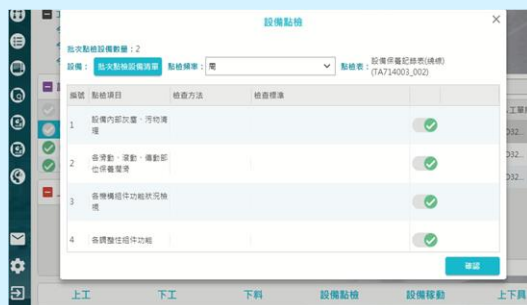 設備點檢
批次點檢設備數量：2
設備：
批次點檢設備清單
點檢頻率：
周
點檢表：
設備保養記錄表(繞線)
(TA714003_002)
編號
點檢項目
檢查方法
檢查標準
1
設備內部灰塵、污物清
理
2
各滑動、滾動、傳動部
位保養潤滑
3
各機構組件功能狀況檢
視
4
各調整性組件功能
確認
上工
下工
下料
設備點檢
設備稼動
上下具